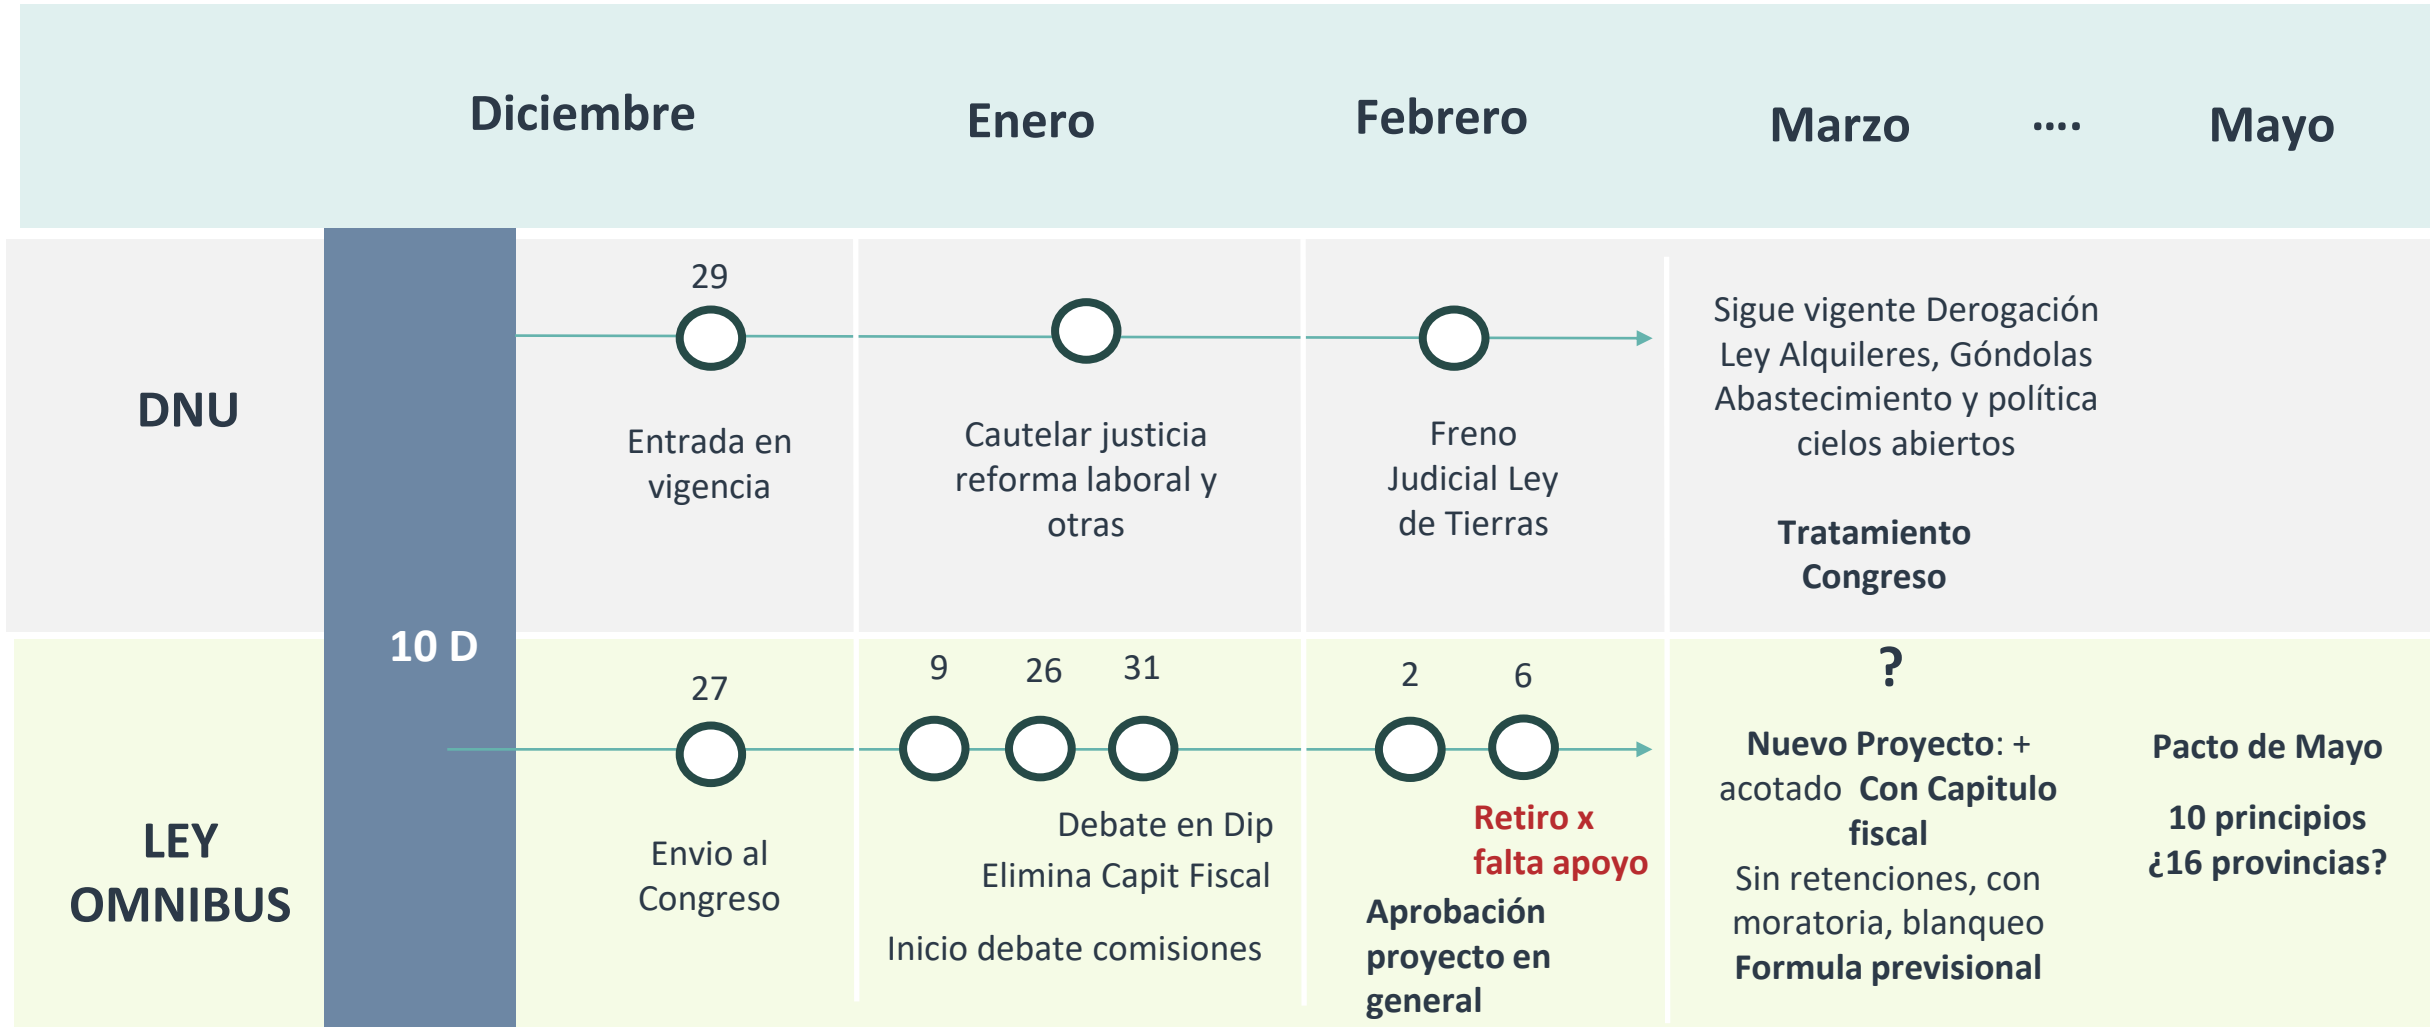 Diciembre
Enero
Febrero
Marzo
....
Mayo
DNU
10 D
29
Entrada en
vigencia
Cautelar justicia
reforma laboral y
otras
Freno
Judicial Ley
de Tierras
Sigue vigente Derogación
Ley Alquileres, Góndolas
Abastecimiento y política
cielos abiertos
Tratamiento
Congreso
LEY
OMNIBUS
27
Envio al
Congreso
9
26
31
Debate en Dip
Elimina Capit Fiscal
Inicio debate comisiones
2
6
Retiro x
falta apoyo
Aprobación
proyecto en
general
?
Nuevo Proyecto: +
acotado Con Capitulo
fiscal
Sin retenciones, con
moratoria, blanqueo
Formula previsional
Pacto de Mayo
10 principios
¿16 provincias?